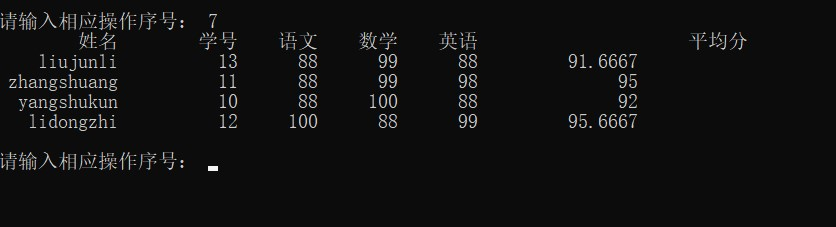 请输入相应操作序号： 7
姓名 学号 语文 数学 英语 平均分
liujunli 13 88 99 88 91.6667
zhangshuang 11 88 99 98 95
yangshukun 10 88 100 88 92
lidongzhi 12 100 88 99 95.6667
请输入相应操作序号：